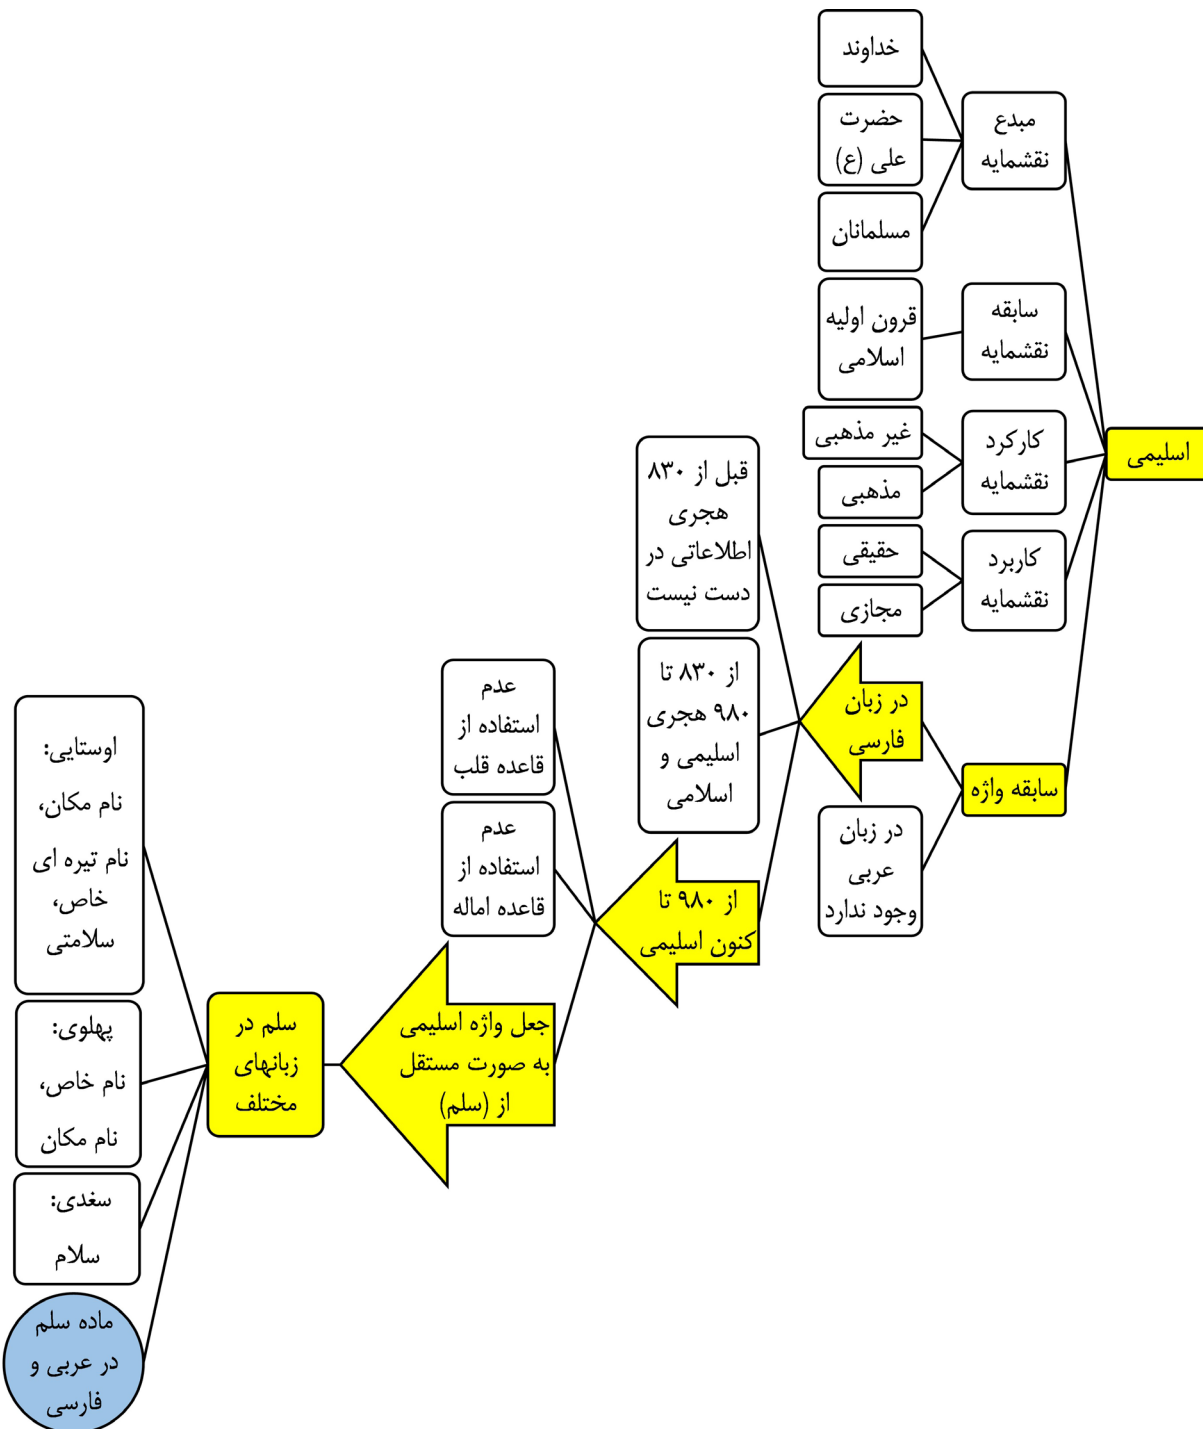 اسلیمی
مبدع
نقشمایه
خداوند
حضرت
علی (ع)
مسلمانان
سابقه
نقشمایه
قرون اولیه
اسلامی
کارکرد
نقشمایه
غیر مذهبی
مذهبی
کاربرد
نقشمایه
حقیقی
مجازی
سابقه واژه
در زبان
فارسی
در زبان
عربی
وجود ندارد
قبل از ۸۳۰
هجری
اطلاعاتی در
دست نیست
از ۸۳۰ تا
۹۸۰ هجری
اسلیمی و
اسلامی
از ۹۸۰ تا
کنون اسلیمی
عدم
استفاده از
قاعده قلب
عدم
استفاده از
قاعده اماله
جعل واژه اسلیمی
به صورت مستقل
از (سلم)
سلم در
زبانهای
مختلف
اوستایی:
نام مکان،
نام تیره ای
خاص،
سلامتی
پهلوی:
نام خاص،
نام مکان
سغدی:
سلام
ماده سلم
در عربی و
فارسی